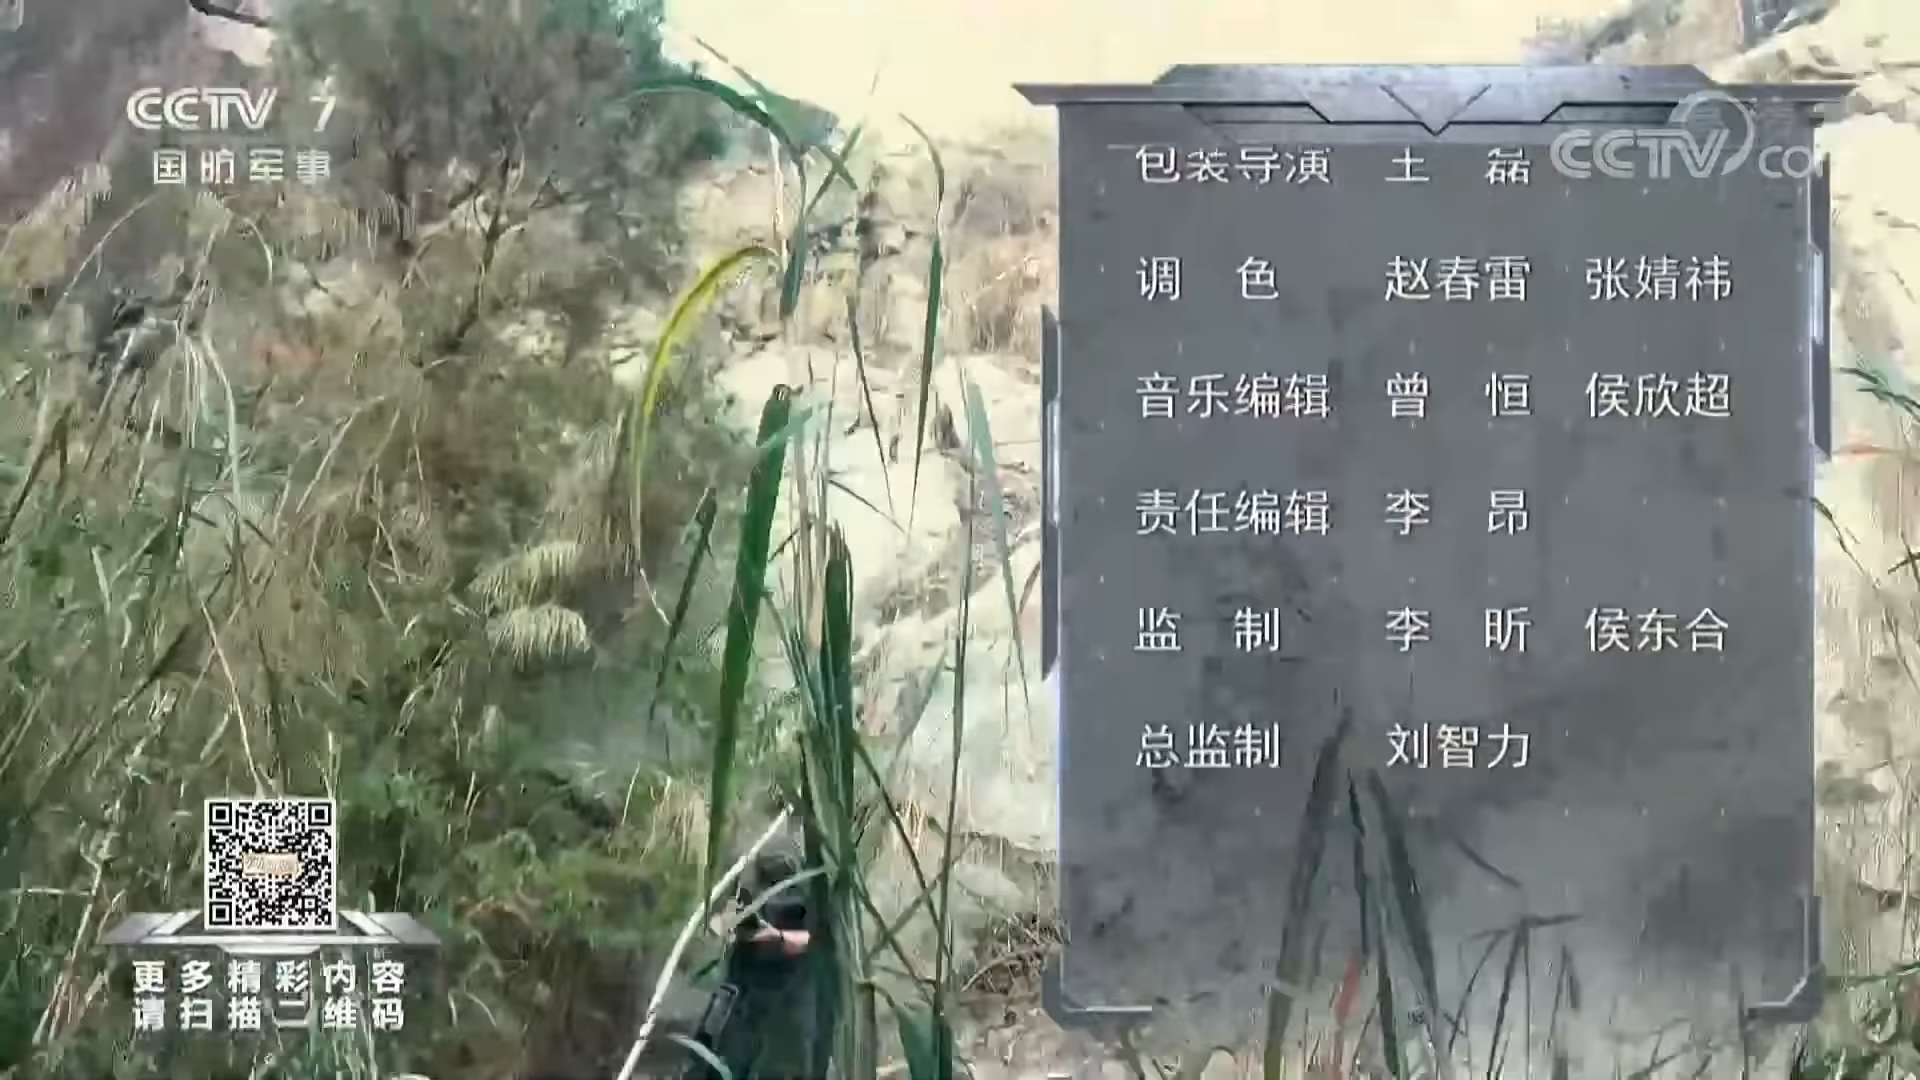 CCTV 7
国防军事
CCTV COM
包装导演 王 磊
调 色 赵春雷 张婧祎
音乐编辑 曾 恒 侯欣超
责任编辑 李 昂
监 制 李 昕 侯东合
总监制 刘智力
更多精彩内容
请扫描二维码